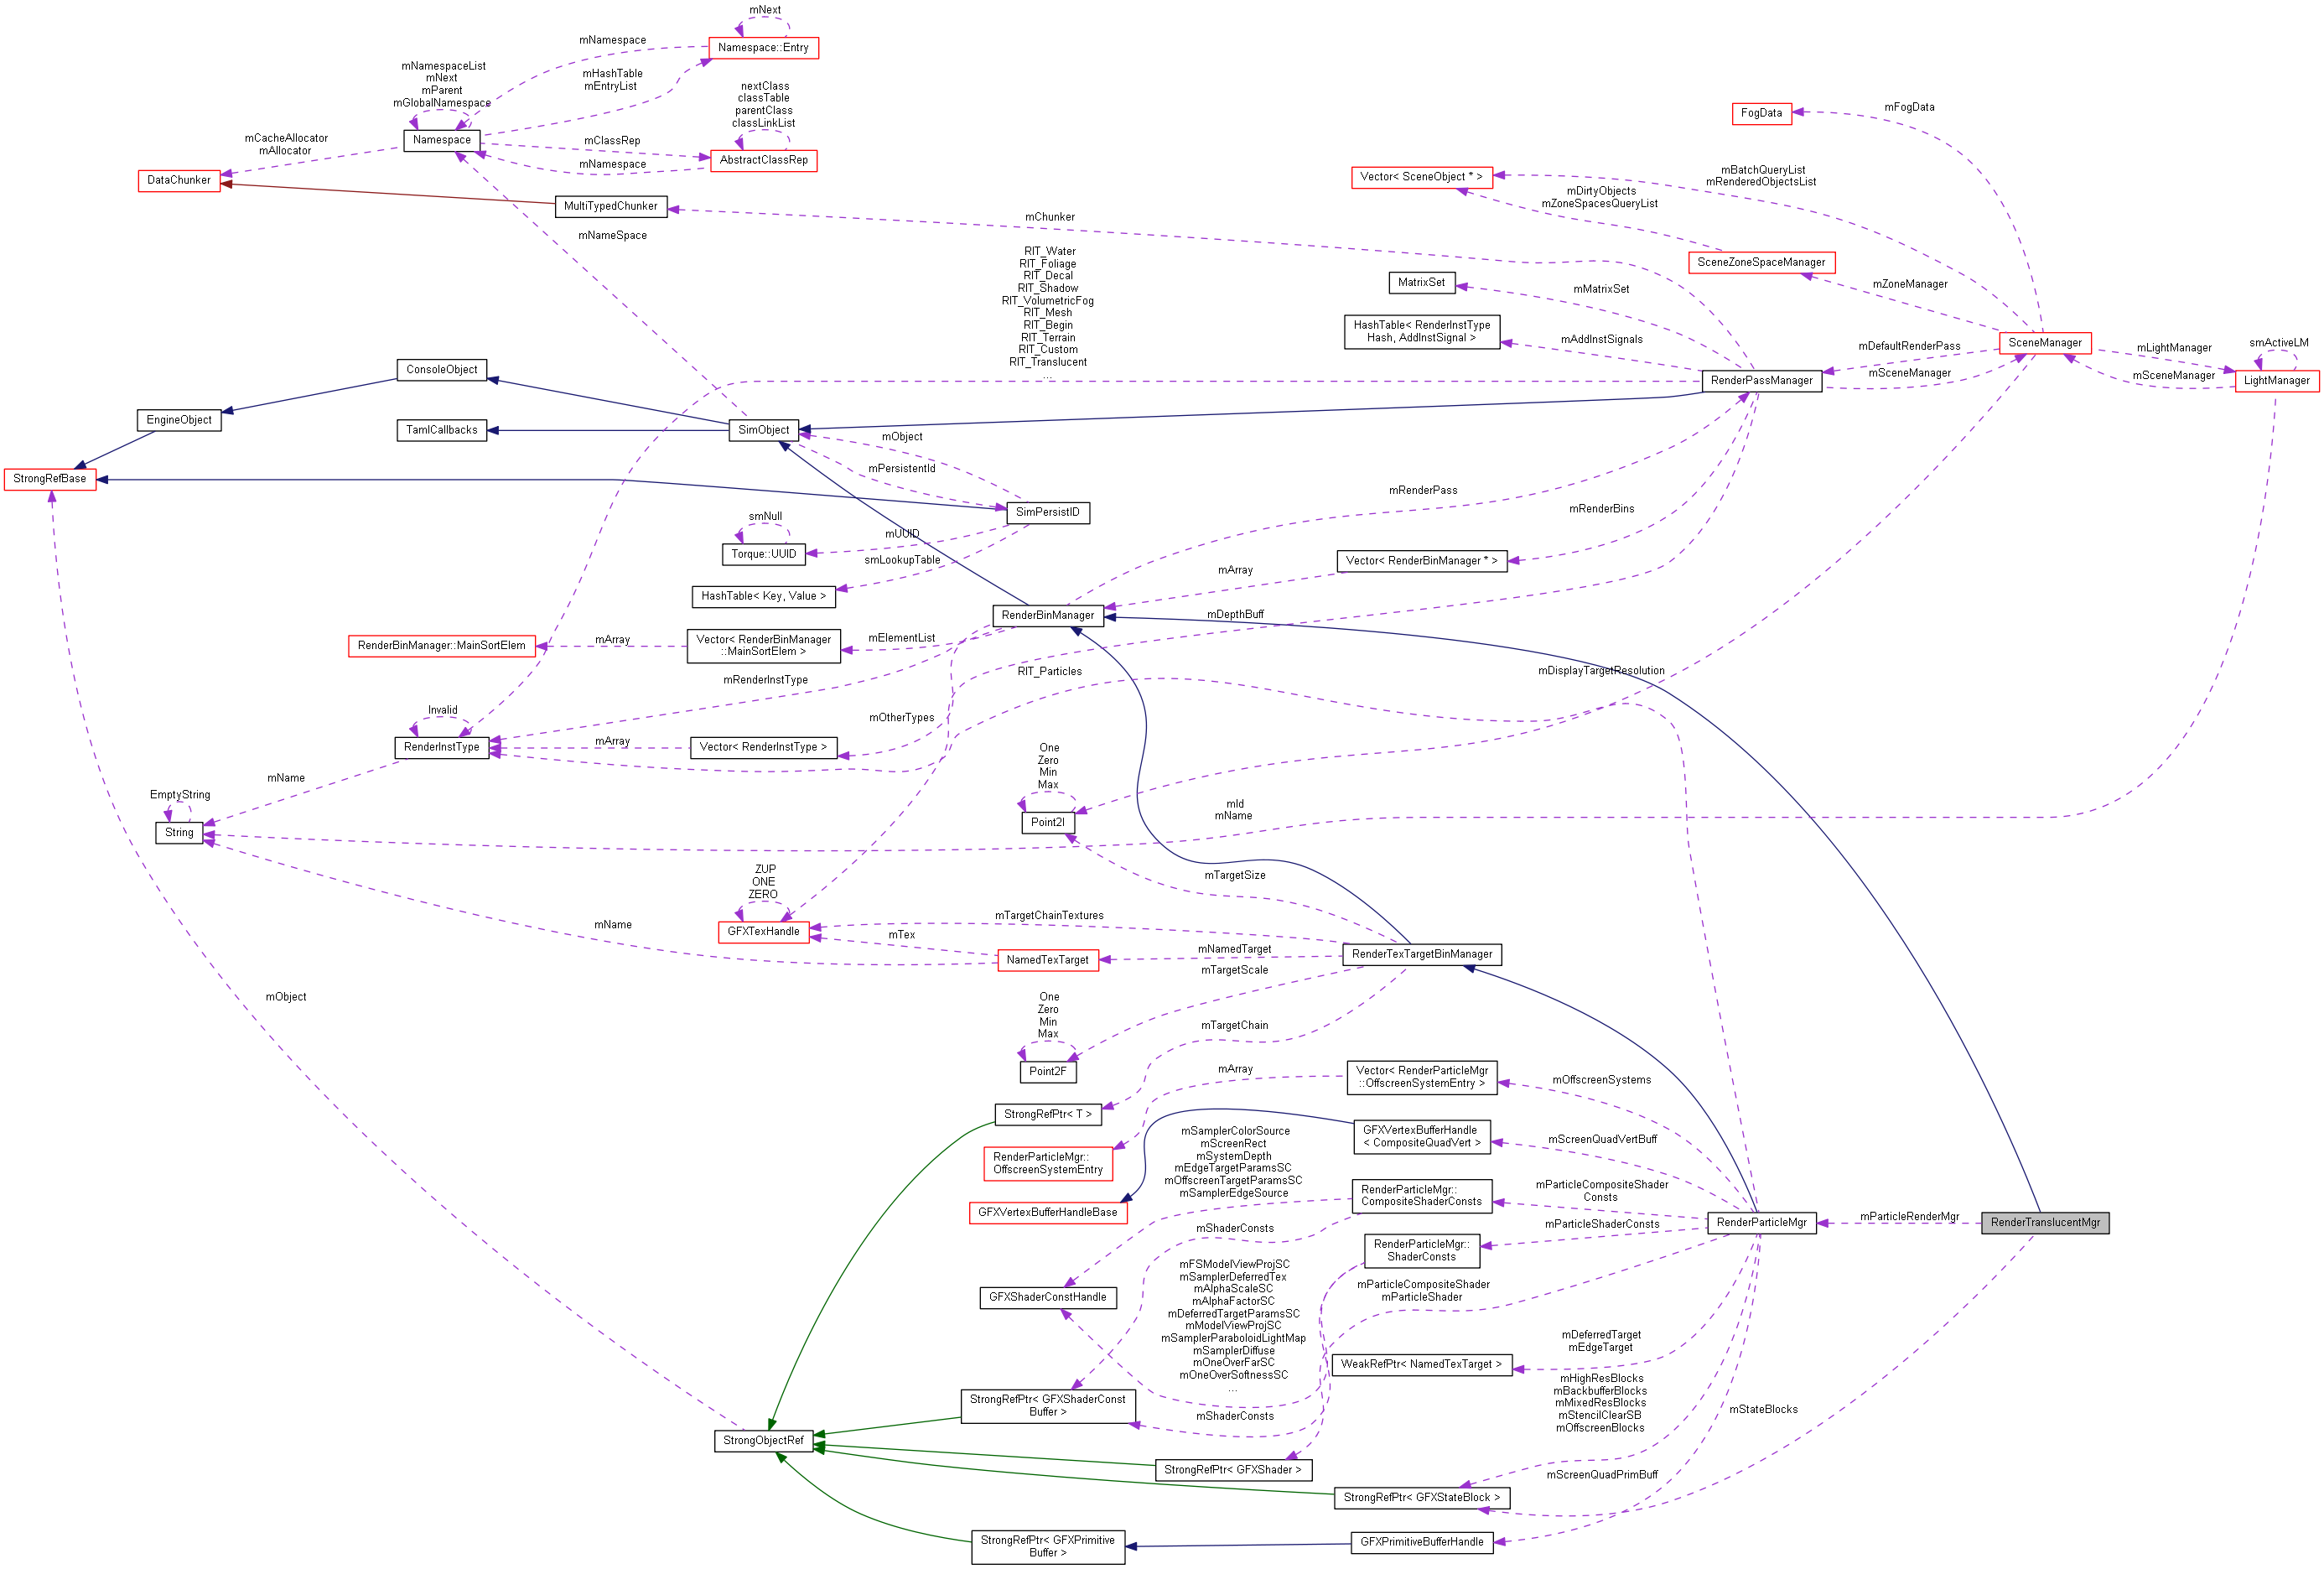 mNext
Namespace::Entry
mNamespace
mNamespaceList
mNext
mParent
mGlobalNamespace
mHashTable
mEntryList
nextClass
classTable
parentClass
classLinkList
Namespace
mCacheAllocator
mAllocator
mClassRep
mNamespace
AbstractClassRep
DataChunker
MultiTypedChunker
mNameSpace
mChunker
FogData
mFogData
Vector< SceneObject * >
mBatchQueryList
mRenderedObjectsList
mDirtyObjects
mZoneSpacesQueryList
SceneZoneSpaceManager
mZoneManager
RIT_Water
RIT_Foliage
RIT_Decal
RIT_Shadow
RIT_VolumetricFog
RIT_Mesh
RIT_Begin
RIT_Terrain
RIT_Custom
RIT_Translucent
...
MatrixSet
mMatrixSet
HashTable< RenderInstType
Hash, AddInstSignal >
mAddInstSignals
SceneManager
mDefaultRenderPass
mSceneManager
mLightManager
mSceneManager
smActiveLM
LightManager
RenderPassManager
ConsoleObject
EngineObject
TamlCallbacks
SimObject
StrongRefBase
mObject
mPersistentId
SimPersistID
smNull
Torque::UUID
mUUID
smLookupTable
HashTable< Key, Value >
mRenderPass
mRenderBins
Vector< RenderBinManager * >
mArray
RenderBinManager
mDepthBuff
RenderBinManager::MainSortElem
mArray
Vector< RenderBinManager
::MainSortElem >
mElementList
mRenderInstType
RIT_Particles
mDisplayTargetResolution
Invalid
RenderInstType
mArray
Vector< RenderInstType >
mOtherTypes
mName
EmptyString
String
One
Zero
Min
Max
Point2I
mId
mName
mTargetSize
ZUP
ONE
ZERO
GFXTexHandle
mTargetChainTextures
mTex
mName
NamedTexTarget
mNamedTarget
RenderTexTargetBinManager
mTargetScale
mObject
One
Zero
Min
Max
Point2F
mTargetChain
StrongRefPtr< T >
mArray
Vector< RenderParticleMgr
::OffscreenSystemEntry >
mOffscreenSystems
RenderParticleMgr::
OffscreenSystemEntry
GFXVertexBufferHandle
< CompositeQuadVert >
mScreenQuadVertBuff
GFXVertexBufferHandleBase
mSamplerColorSource
mScreenRect
mSystemDepth
mEdgeTargetParamsSC
mOffscreenTargetParamsSC
mSamplerEdgeSource
RenderParticleMgr::
CompositeShaderConsts
mParticleCompositeShader
Consts
mShaderConsts
RenderParticleMgr::
ShaderConsts
mParticleShaderConsts
RenderParticleMgr
mParticleRenderMgr
RenderTranslucentMgr
GFXShaderConstHandle
mFSModelViewProjSC
mSamplerDeferredTex
mAlphaScaleSC
mAlphaFactorSC
mDeferredTargetParamsSC
mModelViewProjSC
mSamplerParaboloidLightMap
mSamplerDiffuse
mOneOverFarSC
mOneOverSoftnessSC
...
mParticleCompositeShader
mParticleShader
WeakRefPtr< NamedTexTarget >
mDeferredTarget
mEdgeTarget
mHighResBlocks
mBackbufferBlocks
mMixedResBlocks
mStencilClearSB
mOffscreenBlocks
mStateBlocks
StrongRefPtr< GFXShaderConst
Buffer >
mShaderConsts
StrongObjectRef
StrongRefPtr< GFXShader >
StrongRefPtr< GFXStateBlock >
mScreenQuadPrimBuff
StrongRefPtr< GFXPrimitive
Buffer >
GFXPrimitiveBufferHandle